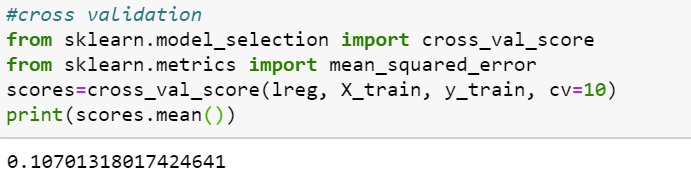 #cross validation
from sklearn.model_selection import cross_val_score
from sklearn.metrics import mean_squared_error
scores=cross_val_score(lreg, X_train, y_train, cv=10)
print(scores.mean())
0.10701318017424641